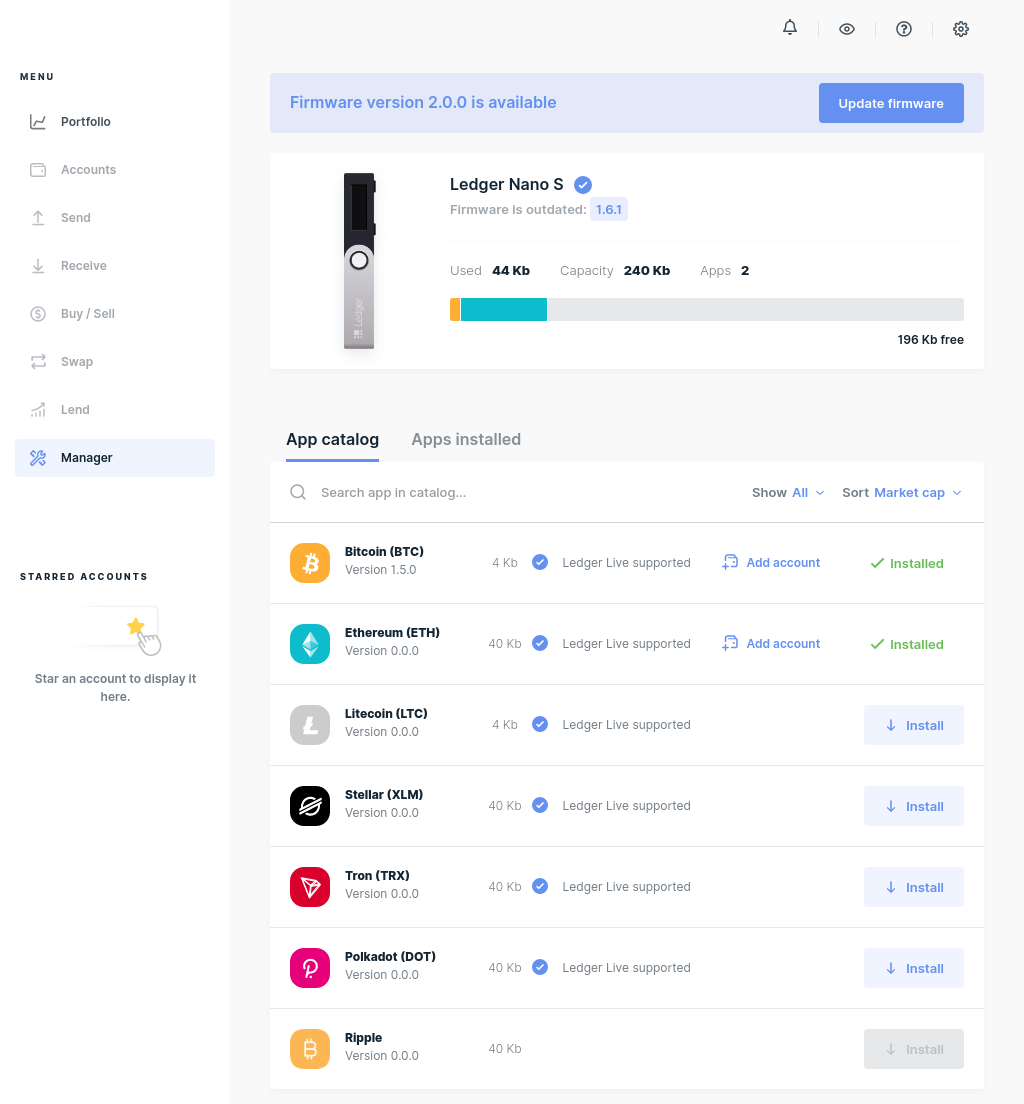 MENU
Portfolio
Accounts
Send
Receive
Buy / Sell
Swap
Lend
Manager
STARRED ACCOUNTS
Star an account to display it
here.
Firmware version 2.0.0 is available
Update firmware
Ledger
Ledger Nano S
Firmware is outdated: 1.6.1
Used 44 Kb Capacity 240 Kb Apps 2
196 Kb free
App catalog Apps installed
Search app in catalog... Show All Sort Market cap
Bitcoin (BTC)
Version 1.5.0
4 Kb Ledger Live supported Add account Installed
Ethereum (ETH)
Version 0.0.0
40 Kb Ledger Live supported Add account Installed
Litecoin (LTC)
Version 0.0.0
4 Kb Ledger Live supported Install
Stellar (XLM)
Version 0.0.0
40 Kb Ledger Live supported Install
Tron (TRX)
Version 0.0.0
40 Kb Ledger Live supported Install
Polkadot (DOT)
Version 0.0.0
40 Kb Ledger Live supported Install
Ripple
Version 0.0.0
40 Kb Install